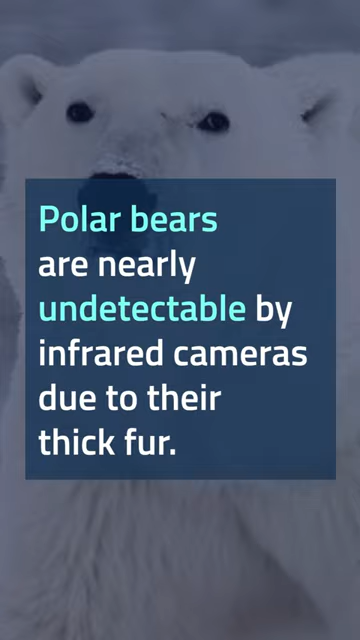 Polar bears
are nearly
undetectable by
infrared cameras
due to their
thick fur.